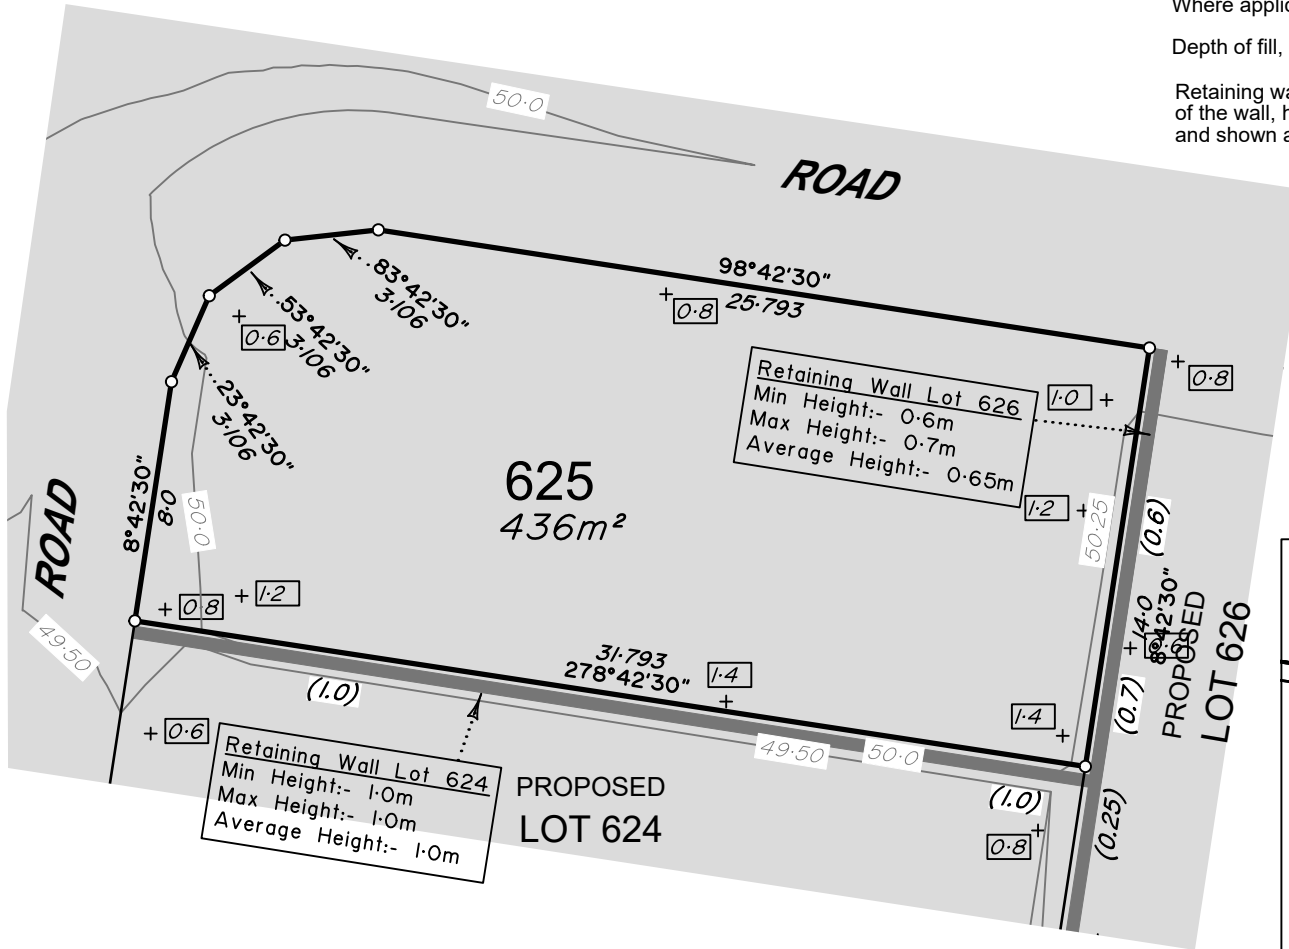 Where applic
Depth of fill,
Retaining wa
of the wall, h
and shown a
50·0
ROAD
98°42'30"
25·793
83°42'30"
3·106
53°42'30"
3·106
23°42'30"
3·106
0·6
0·8
0·8
Retaining Wall Lot 626
Min Height:- 0·6m
Max Height:- 0·7m
Average Height:- 0·65m
1·0
1·2
50·25
(0.6)
625
436m²
8°42'30"
8·0
50·0
ROAD
49·50
0·8
1·2
31·793
278°42'30"
1·4
1·4
14·0
8°42'30"
0·6
PROPOSED
LOT 626
(0.7)
(1.0)
0·6
Retaining Wall Lot 624
Min Height:- 1·0m
Max Height:- 1·0m
Average Height:- 1·0m
PROPOSED
LOT 624
49·50
50·0
(1.0)
0·8
(0.25)